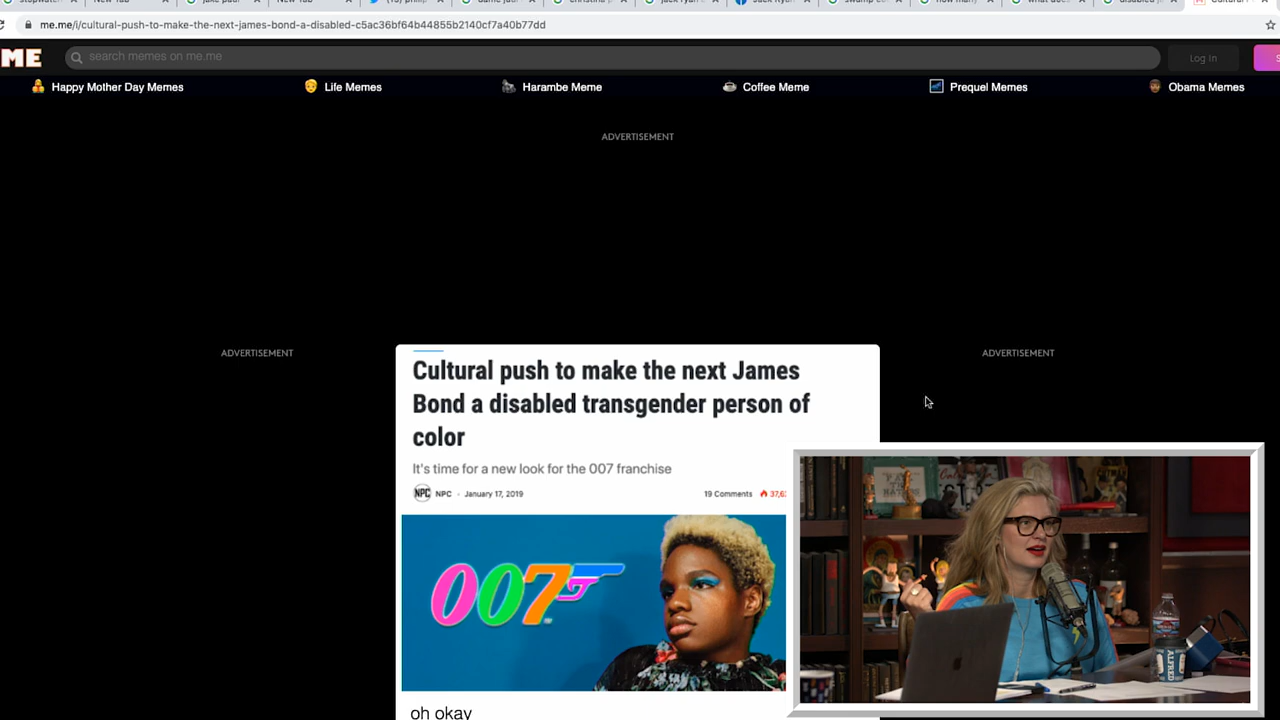 me.me/i/cultural-push-to-make-the-next-james-bond-a-disabled-c5ac36bf64b44855b2140cf7a40b77dd
ME
search memes on me.me
Log In
Happy Mother Day Memes
Life Memes
Harambe Meme
Coffee Meme
Prequel Memes
Obama Memes
ADVERTISEMENT
ADVERTISEMENT
ADVERTISEMENT
Cultural push to make the next James
Bond a disabled transgender person of
color
It's time for a new look for the 007 franchise
NPC NPC · January 17, 2019
19 Comments
007
oh okay
ALFRED